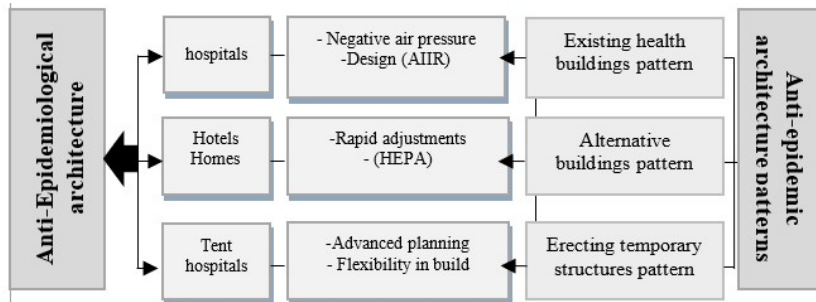 Anti-Epidemiological
architecture
hospitals
- Negative air pressure
-Design (AIIR)
Existing health
buildings pattern
Hotels
Homes
-Rapid adjustments
- (HEPA)
Alternative
buildings pattern
Tent
hospitals
-Advanced planning
- Flexibility in build
Erecting temporary
structures pattern
Anti-epidemic
architecture patterns